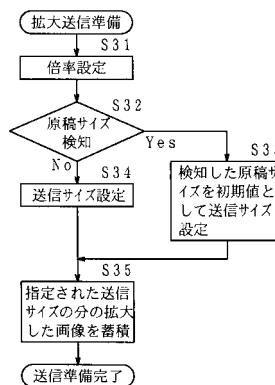 拡大送信準備
S31
倍率設定
S32
原稿サイズ
検知
Yes
No
S34
送信サイズ設定
S3
検知した原稿サ
イズを初期値と
して送信サイズ
設定
S35
指定された送信
サイズの分の拡大
した画像を蓄積
送信準備完了